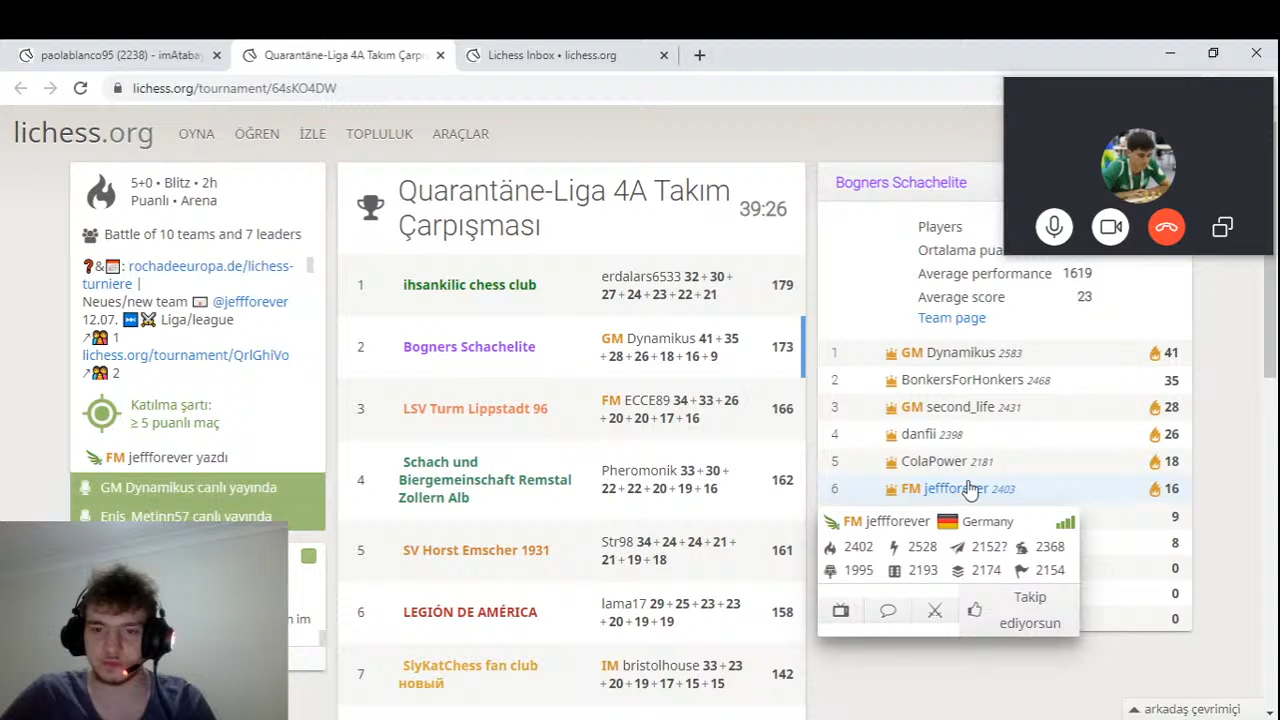 paolablanco95 (2238) - imAtaba
Quarantäne-Liga 4A Takım Çarpı
Lichess Inbox • lichess.org
lichess.org/tournament/64sKO4DW
lichess.org
OYNA
ÖĞREN
İZLE
TOPLULUK
ARAÇLAR
5+0 • Blitz • 2h
Puanlı • Arena
Battle of 10 teams and 7 leaders
❓&📅: rochadeeuropa.de/lichess-
turniere |
Neues/new team 📧 @jeffforever
12.07. ⏭️ ⚔️ Liga/league
↗👥 1
lichess.org/tournament/QrlGhiVo
↗👥 2
Katılma şartı:
≥ 5 puanlı maç
FM jeffforever yazdı
GM Dynamikus canlı yayında
Enis_Metinn57 canlı yayında
im
Quarantäne-Liga 4A Takım
Çarpışması
39:26
1 ihsankilic chess club erdalars6533 32+30+
27+24+23+22+21 179
2 Bogners Schachelite GM Dynamikus 41+35
+28+26+18+16+9 173
3 LSV Turm Lippstadt 96 FM ECCE89 34+33+26
+20+20+17+16 166
4 Schach und
Biergemeinschaft Remstal
Zollern Alb
Pheromonik 33+30+
22+22+20+19+16 162
5 SV Horst Emscher 1931 Str98 34+24+24+21+
21+19+18 161
6 LEGIÓN DE AMÉRICA lama17 29+25+23+23
+20+19+19 158
7 SlyKatChess fan club
новый
IM bristolhouse 33+23
+20+19+17+15+15 142
Bogners Schachelite
Players
Ortalama pua
Average performance 1619
Average score 23
Team page
1 GM Dynamikus 2583 41
2 BonkersForHonkers 2468 35
3 GM second_life 2431 28
4 danfii 2398 26
5 ColaPower 2181 18
6 FM jeffforever 2403 16
9
8
0
0
0
FM jeffforever Germany
2402 2528 2152? 2368
1995 2193 2174 2154
Takip
ediyorsun
arkadaş çevrimiçi